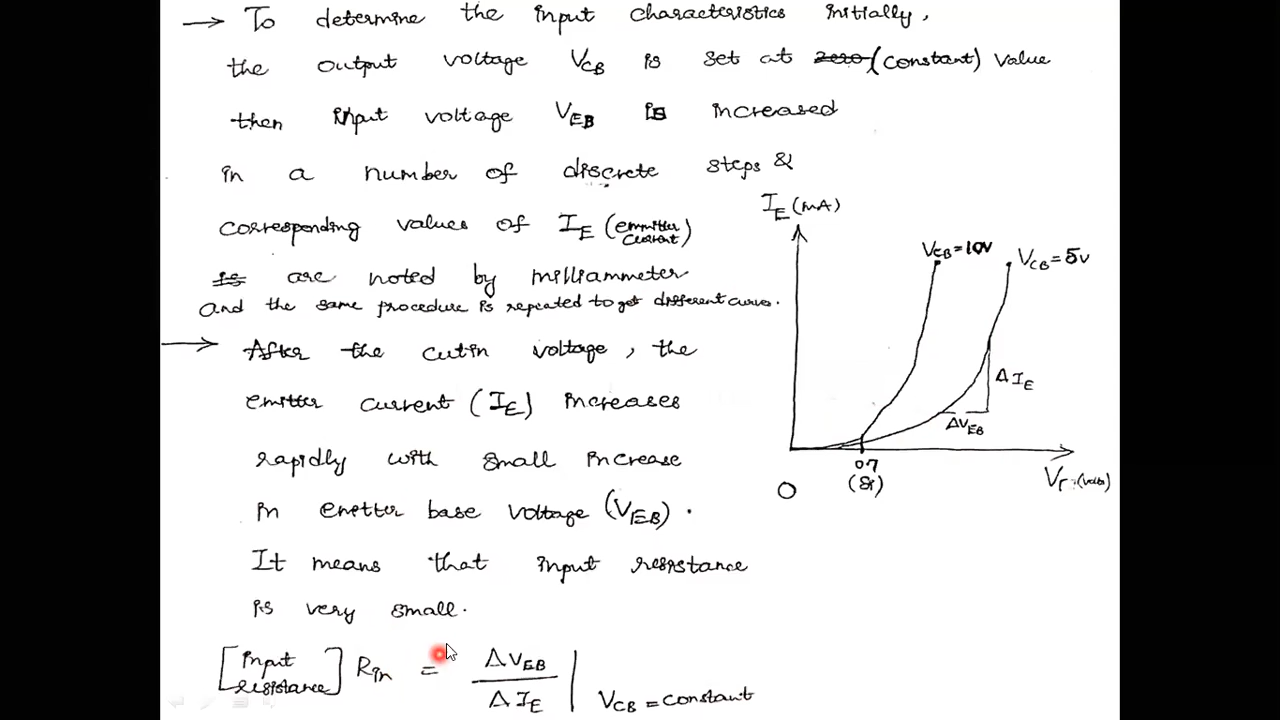 → To determine the input characteristics initially,
the output voltage VCB is set at zero (constant) value
then input voltage VEB is increased
in a number of discrete steps &
corresponding values of IE (emmitter current)
is are noted by milliammeter
and the same procedure is repeated to get different curves.
→ After the cutin voltage, the
emitter current (IE) increases
rapidly with small increase
in emitter base voltage (VEB).
It means that input resistance
is very small.
[input resistance] Rin = ΔVEB / ΔIE | VCB = constant
IE (mA)
VCB = 10V
VCB = 5V
ΔIE
ΔVEB
0.7
(Si)
O
(volts)